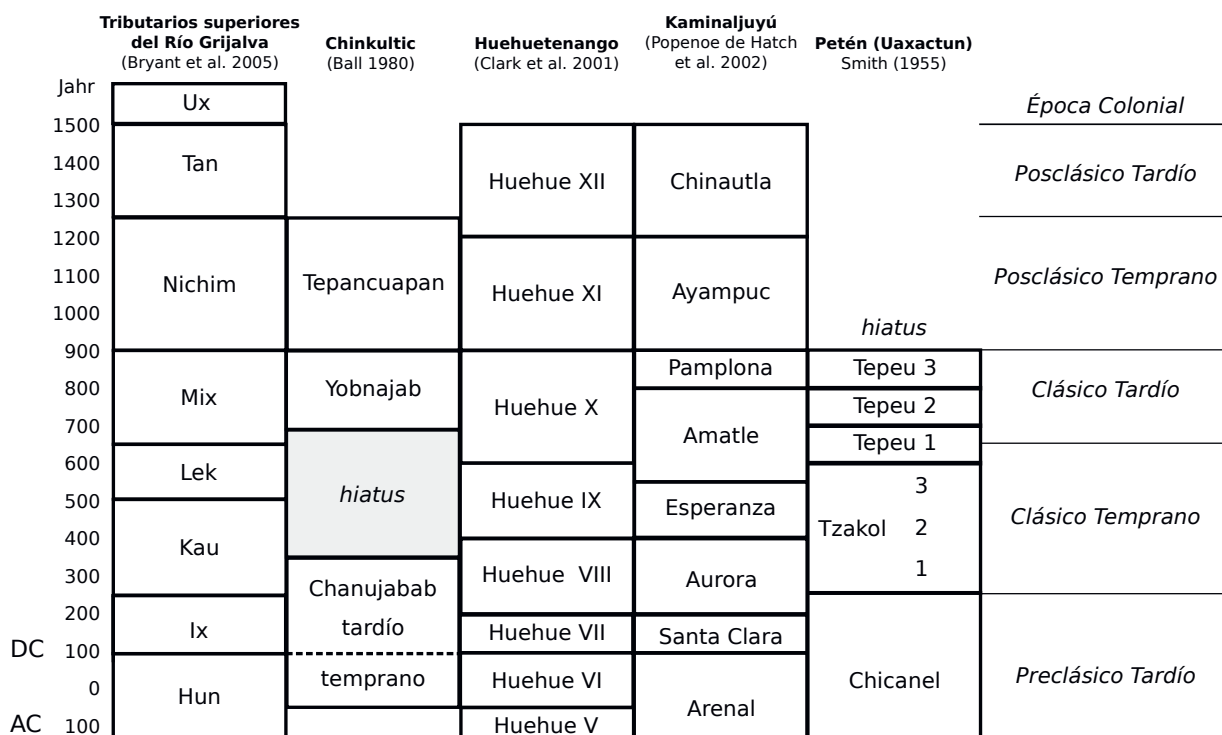 Tributarios superiores
del Río Grijalva
(Bryant et al. 2005)
Chinkultic
(Ball 1980)
Huehuetenango
(Clark et al. 2001)
Kaminaljuyú
(Popenoe de Hatch
et al. 2002)
Petén (Uaxactun)
Smith (1955)
Jahr
1500
1400
1300
1200
1100
1000
900
800
700
600
500
400
300
200
DC 100
0
AC 100
Ux
Tan
Nichim
Mix
Lek
Kau
Ix
Hun
Tepancuapan
Yobnajab
hiatus
Chanujabab
tardío
temprano
Huehue XII
Huehue XI
Huehue X
Huehue IX
Huehue VIII
Huehue VII
Huehue VI
Huehue V
Chinautla
Ayampuc
Pamplona
Amatle
Esperanza
Aurora
Santa Clara
Arenal
hiatus
Tepeu 3
Tepeu 2
Tepeu 1
3
Tzakol 2
1
Chicanel
Época Colonial
Posclásico Tardío
Posclásico Temprano
Clásico Tardío
Clásico Temprano
Preclásico Tardío